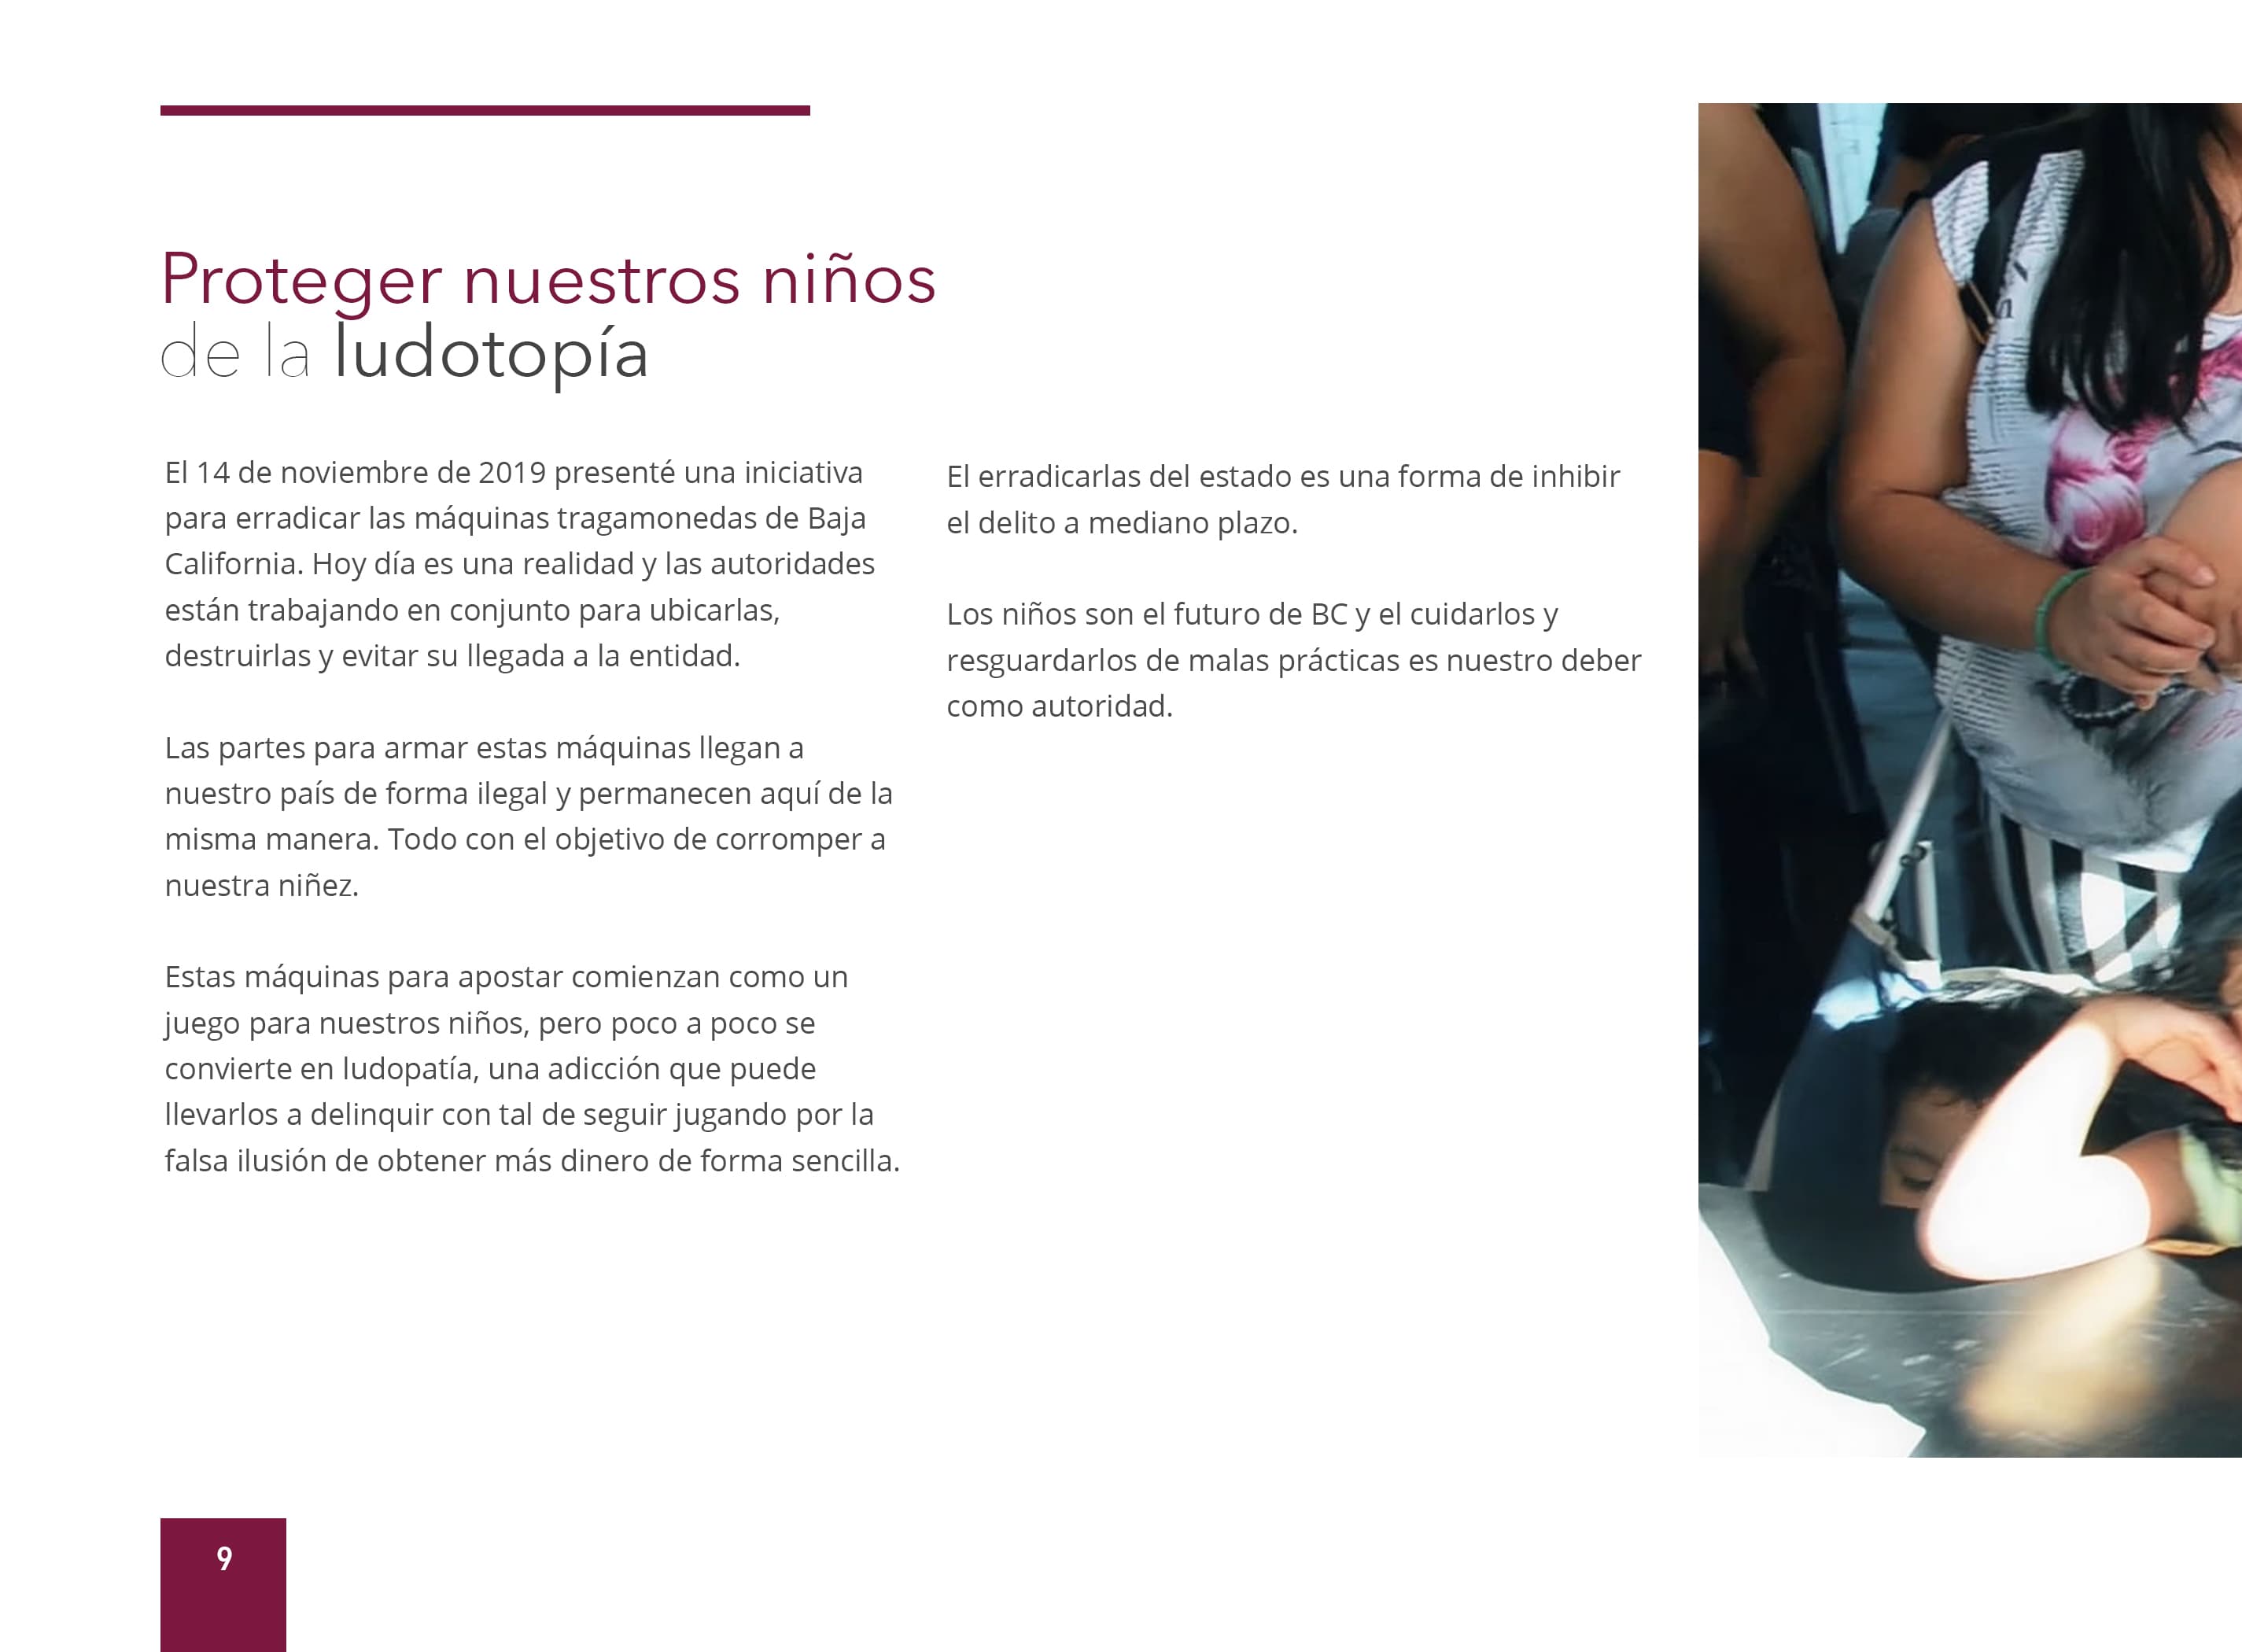 Proteger nuestros niños
de la ludotopía
El 14 de noviembre de 2019 presenté una iniciativa
para erradicar las máquinas tragamonedas de Baja
California. Hoy día es una realidad y las autoridades
están trabajando en conjunto para ubicarlas,
destruirlas y evitar su llegada a la entidad.
Las partes para armar estas máquinas llegan a
nuestro país de forma ilegal y permanecen aquí de la
misma manera. Todo con el objetivo de corromper a
nuestra niñez.
Estas máquinas para apostar comienzan como un
juego para nuestros niños, pero poco a poco se
convierte en ludopatía, una adicción que puede
llevarlos a delinquir con tal de seguir jugando por la
falsa ilusión de obtener más dinero de forma sencilla.
El erradicarlas del estado es una forma de inhibir
el delito a mediano plazo.
Los niños son el futuro de BC y el cuidarlos y
resguardarlos de malas prácticas es nuestro deber
como autoridad.
9